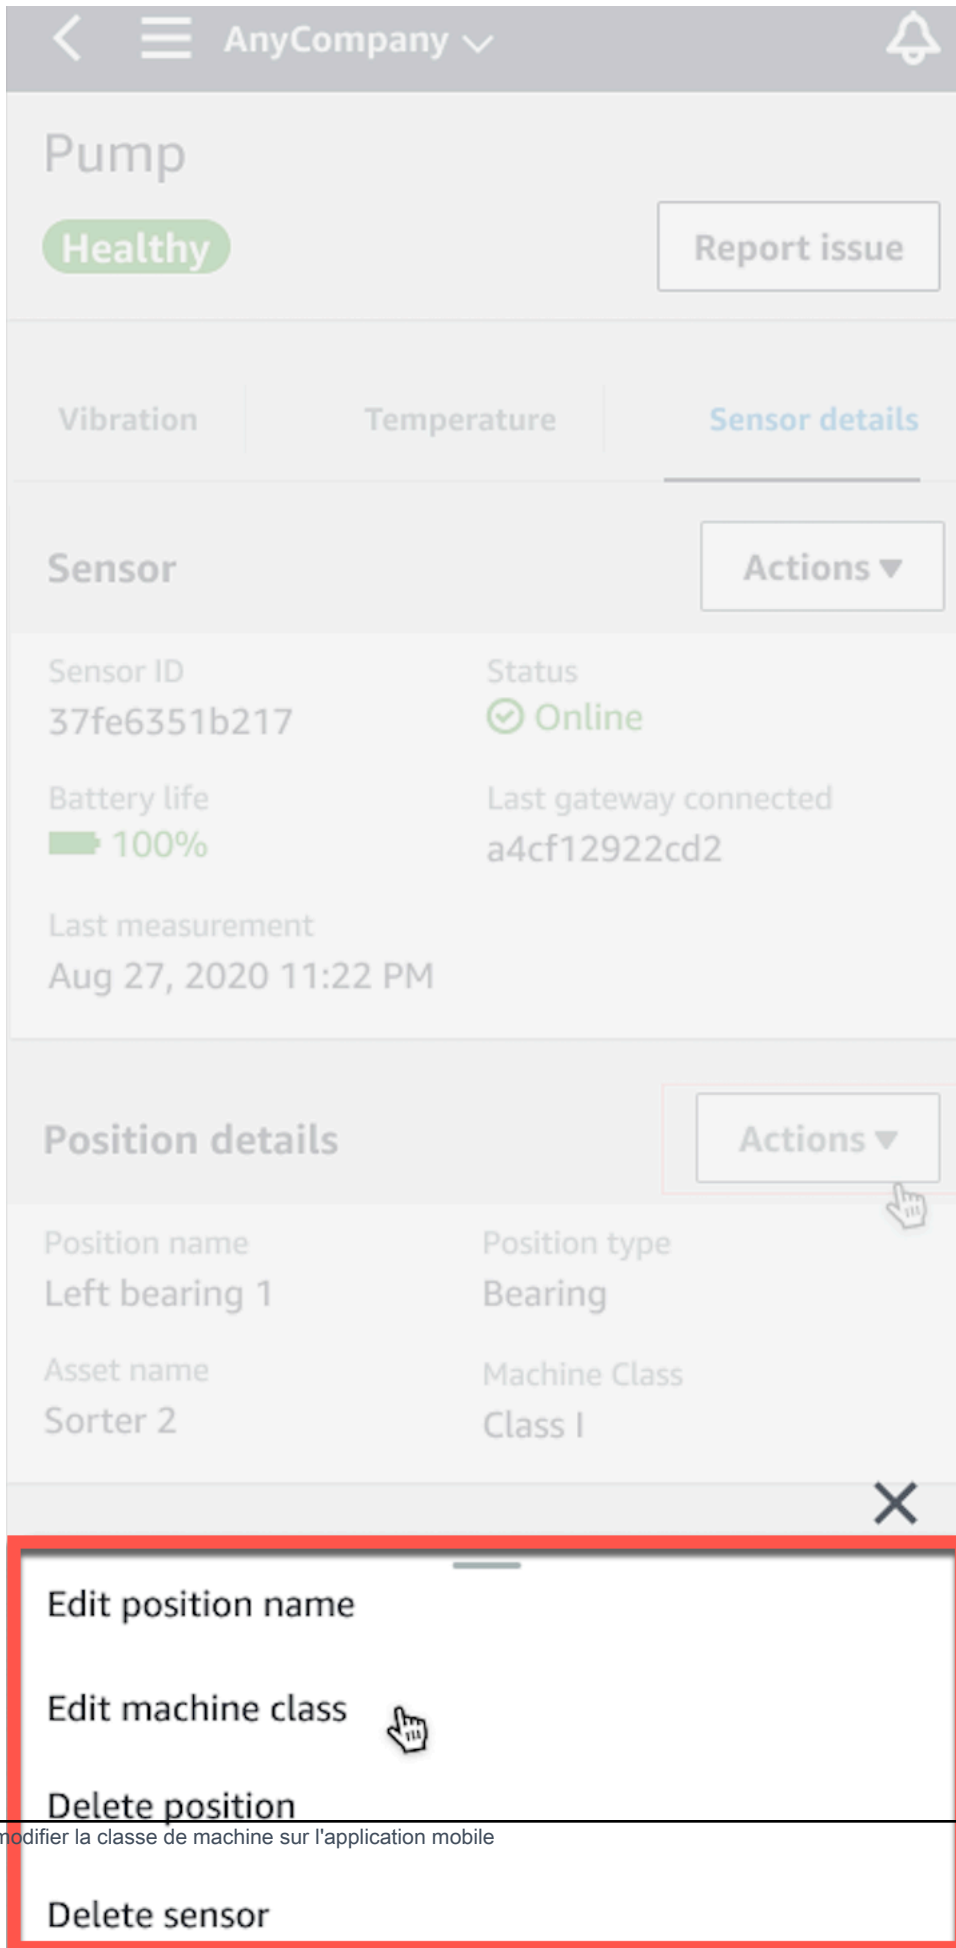 AnyCompany
Pump
Healthy
Report issue
Vibration Temperature Sensor details
Sensor
Actions
Sensor ID Status
37fe6351b217 Online
Battery life Last gateway connected
100% a4cf12922cd2
Last measurement
Aug 27, 2020 11:22 PM
Position details
Actions
Position name Position type
Left bearing 1 Bearing
Asset name Machine Class
Sorter 2 Class I
Edit position name
Edit machine class
Delete position
modifier la classe de machine sur l'application mobile
Delete sensor